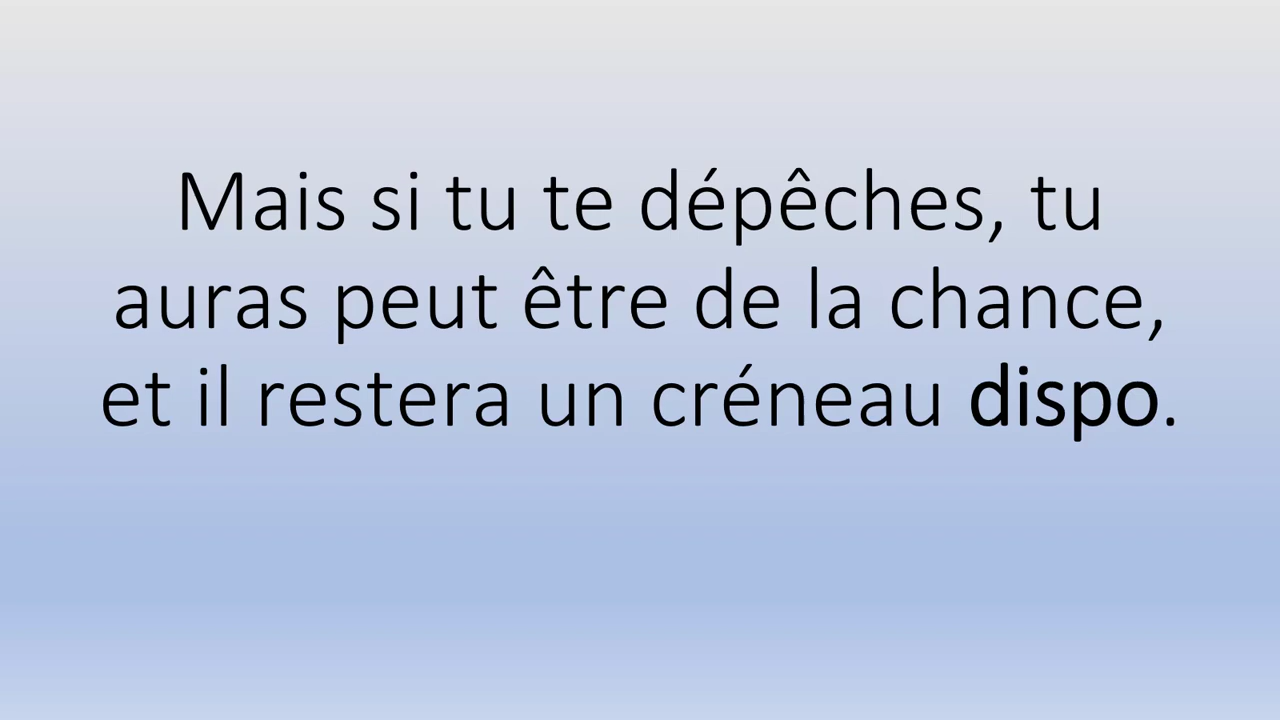 Mais si tu te dépêches, tu
auras peut être de la chance,
et il restera un créneau dispo.